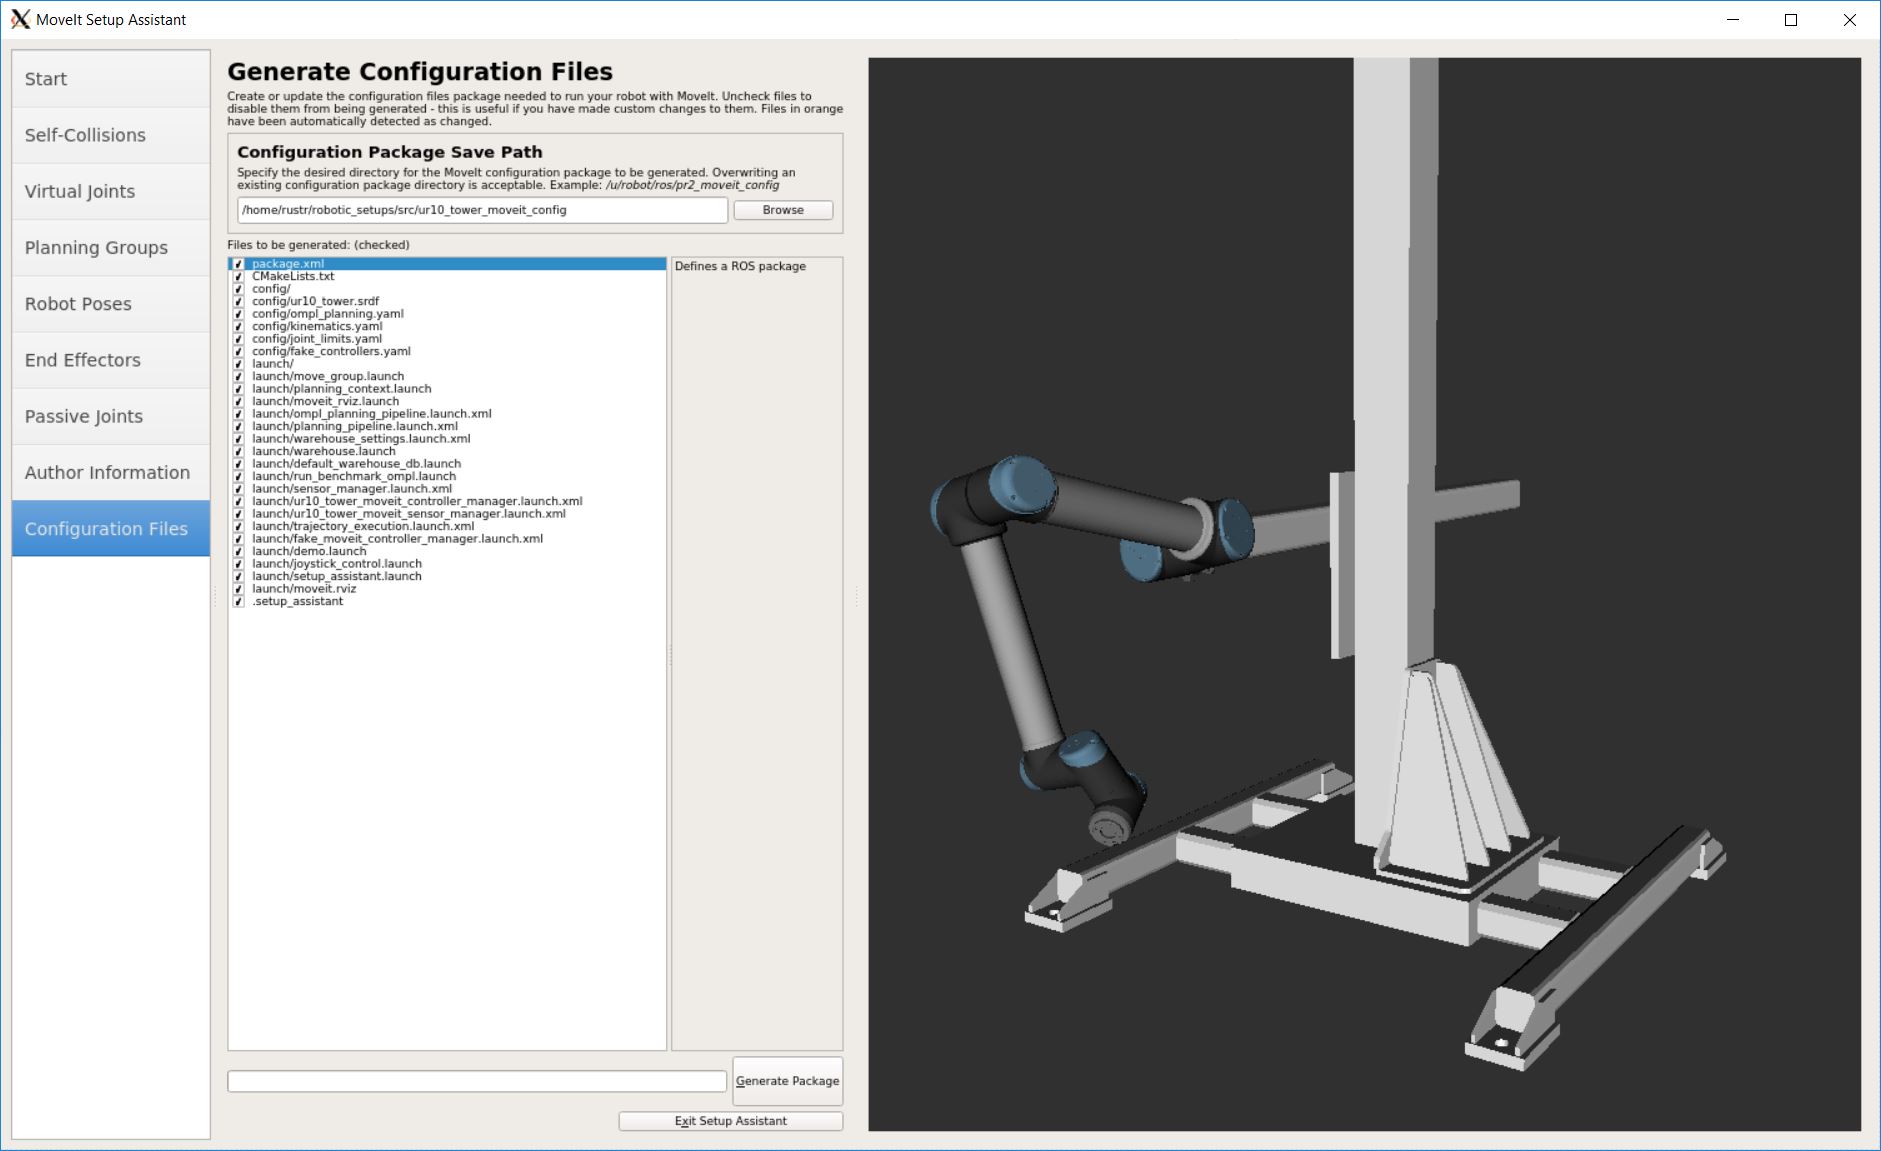 MoveIt Setup Assistant
Start
Self-Collisions
Virtual Joints
Planning Groups
Robot Poses
End Effectors
Passive Joints
Author Information
Configuration Files
Generate Configuration Files
Create or update the configuration files package needed to run your robot with MoveIt. Uncheck files to
disable them from being generated - this is useful if you have made custom changes to them. Files in orange
have been automatically detected as changed.
Configuration Package Save Path
Specify the desired directory for the MoveIt configuration package to be generated. Overwriting an
existing configuration package directory is acceptable. Example: /u/robot/ros/pr2_moveit_config
/home/rustr/robotic_setups/src/ur10_tower_moveit_config
Browse
Files to be generated: (checked)
package.xml
CMakeLists.txt
config/
config/ur10_tower.srdf
config/ompl_planning.yaml
config/kinematics.yaml
config/joint_limits.yaml
config/fake_controllers.yaml
launch/
launch/move_group.launch
launch/planning_context.launch
launch/moveit_rviz.launch
launch/ompl_planning_pipeline.launch.xml
launch/planning_pipeline.launch.xml
launch/warehouse_settings.launch.xml
launch/warehouse.launch
launch/default_warehouse_db.launch
launch/run_benchmark_ompl.launch
launch/sensor_manager.launch.xml
launch/ur10_tower_moveit_controller_manager.launch.xml
launch/ur10_tower_moveit_sensor_manager.launch.xml
launch/trajectory_execution.launch.xml
launch/fake_moveit_controller_manager.launch.xml
launch/demo.launch
launch/joystick_control.launch
launch/setup_assistant.launch
launch/moveit.rviz
.setup_assistant
Defines a ROS package
Generate Package
Exit Setup Assistant